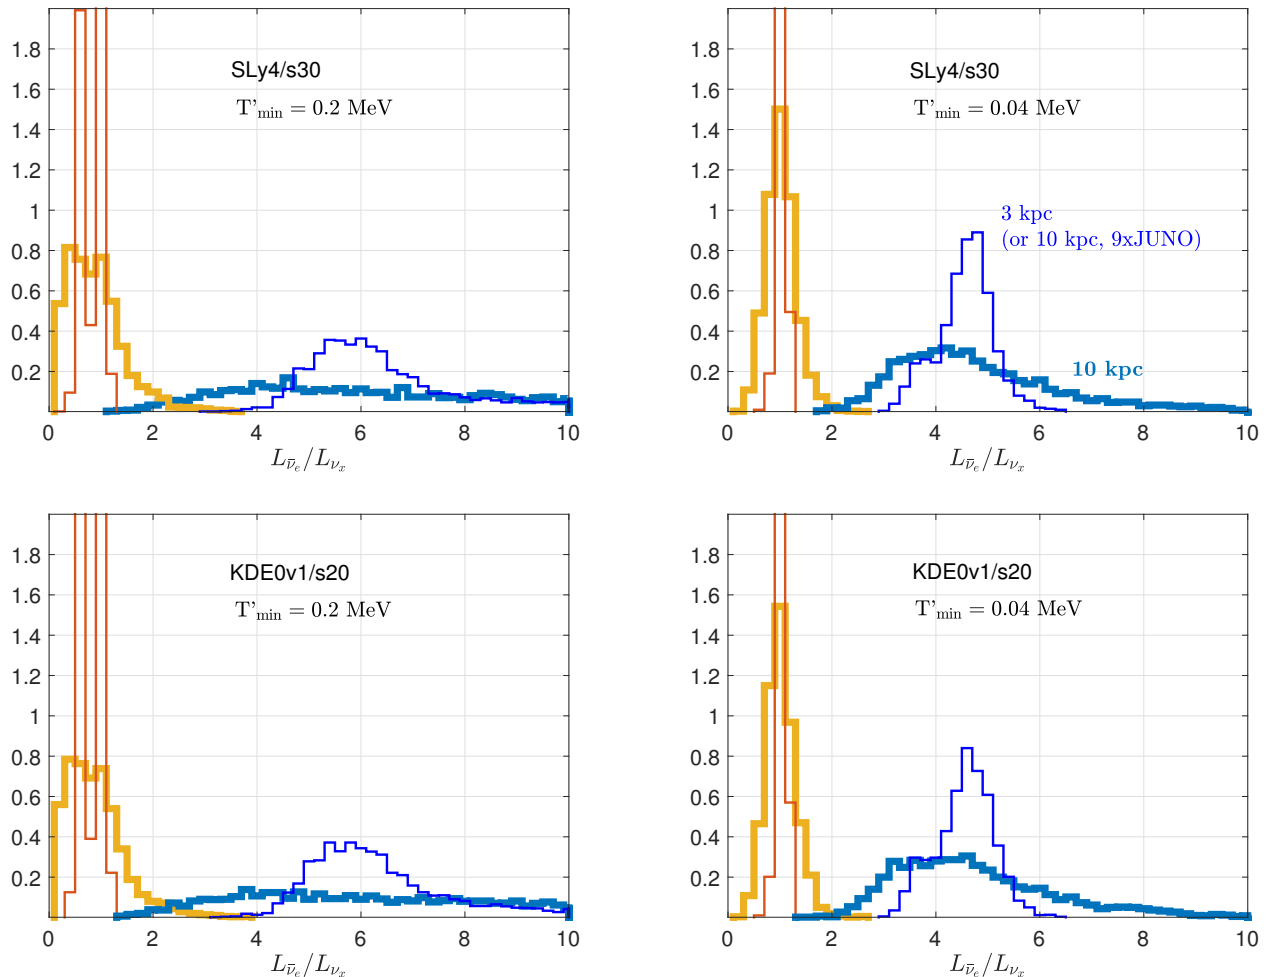 1.8
1.6
1.4
1.2
1
0.8
0.6
0.4
0.2
0 2 4 6 8 10
SLy4/s30
T'min = 0.2 MeV
Lν̄e/Lνx
1.8
1.6
1.4
1.2
1
0.8
0.6
0.4
0.2
0 2 4 6 8 10
SLy4/s30
T'min = 0.04 MeV
3 kpc
(or 10 kpc, 9xJUNO)
10 kpc
Lν̄e/Lνx
1.8
1.6
1.4
1.2
1
0.8
0.6
0.4
0.2
0 2 4 6 8 10
KDE0v1/s20
T'min = 0.2 MeV
Lν̄e/Lνx
1.8
1.6
1.4
1.2
1
0.8
0.6
0.4
0.2
0 2 4 6 8 10
KDE0v1/s20
T'min = 0.04 MeV
Lν̄e/Lνx